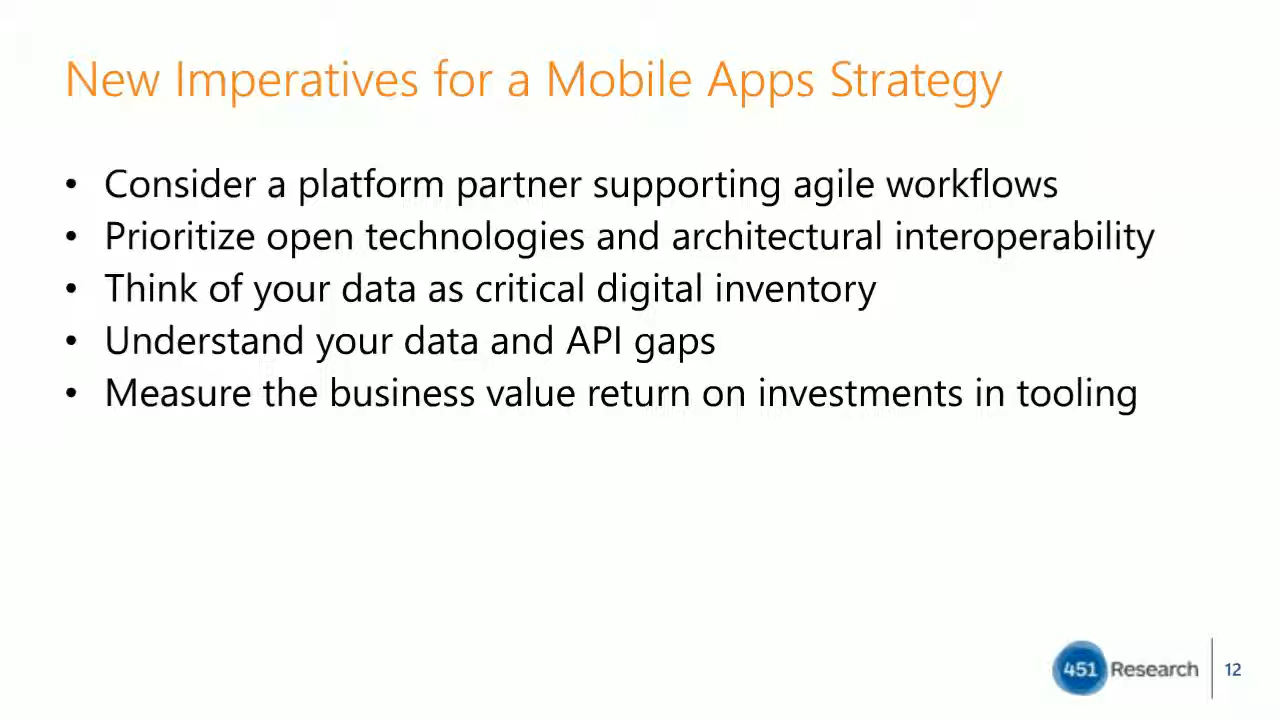 New Imperatives for a Mobile Apps Strategy
• Consider a platform partner supporting agile workflows
• Prioritize open technologies and architectural interoperability
• Think of your data as critical digital inventory
• Understand your data and API gaps
• Measure the business value return on investments in tooling
451 Research
12